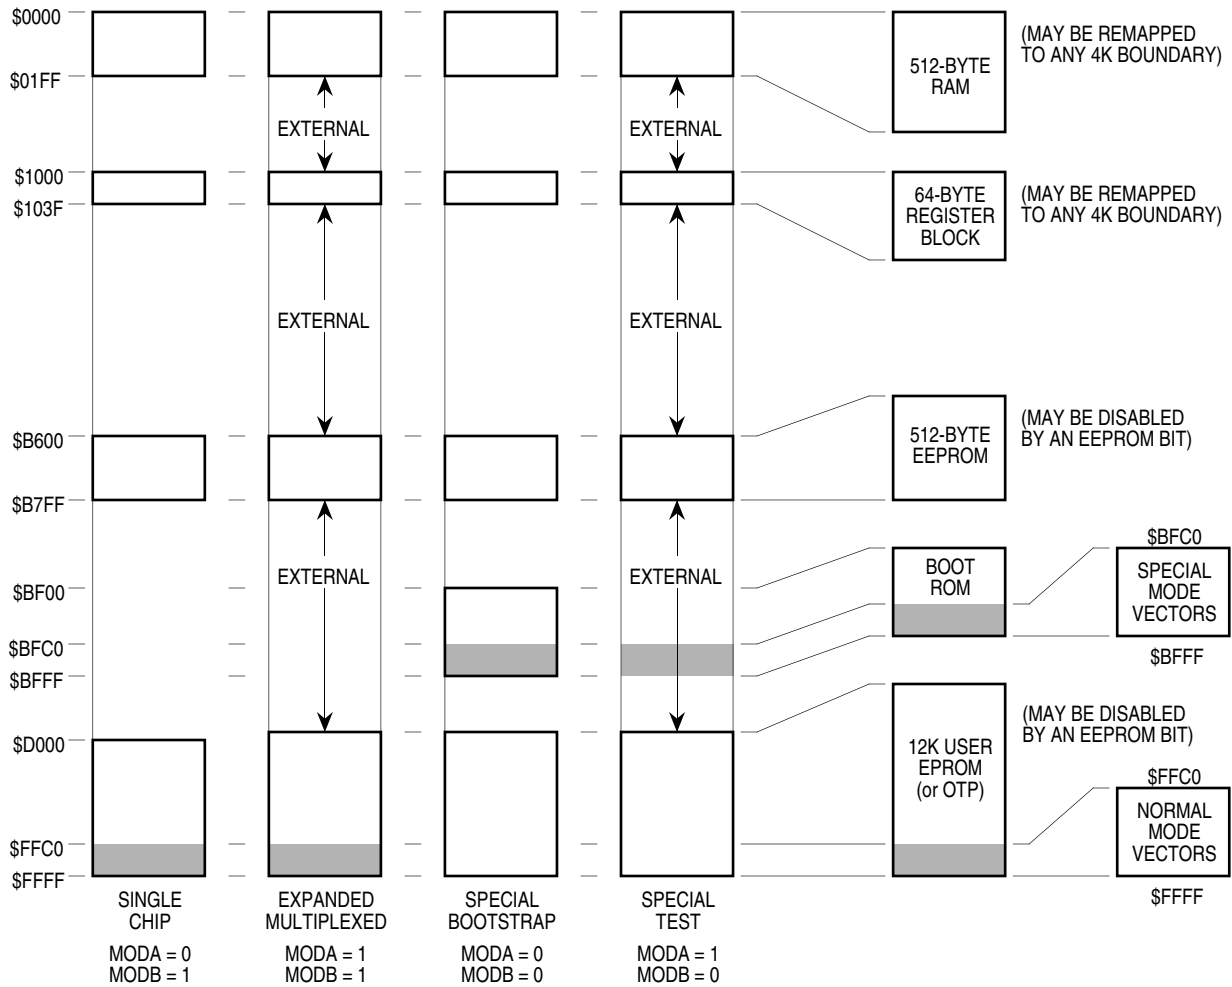 $0000
$01FF
$1000
$103F
$B600
$B7FF
$BF00
$BFC0
$BFFF
$D000
$FFC0
$FFFF
EXTERNAL
EXTERNAL
EXTERNAL
EXTERNAL
EXTERNAL
EXTERNAL
512-BYTE
RAM
(MAY BE REMAPPED
TO ANY 4K BOUNDARY)
64-BYTE
REGISTER
BLOCK
(MAY BE REMAPPED
TO ANY 4K BOUNDARY)
512-BYTE
EEPROM
(MAY BE DISABLED
BY AN EEPROM BIT)
BOOT
ROM
$BFC0
SPECIAL
MODE
VECTORS
$BFFF
12K USER
EPROM
(or OTP)
(MAY BE DISABLED
BY AN EEPROM BIT)
$FFC0
NORMAL
MODE
VECTORS
$FFFF
SINGLE
CHIP
MODA = 0
MODB = 1
EXPANDED
MULTIPLEXED
MODA = 1
MODB = 1
SPECIAL
BOOTSTRAP
MODA = 0
MODB = 0
SPECIAL
TEST
MODA = 1
MODB = 0